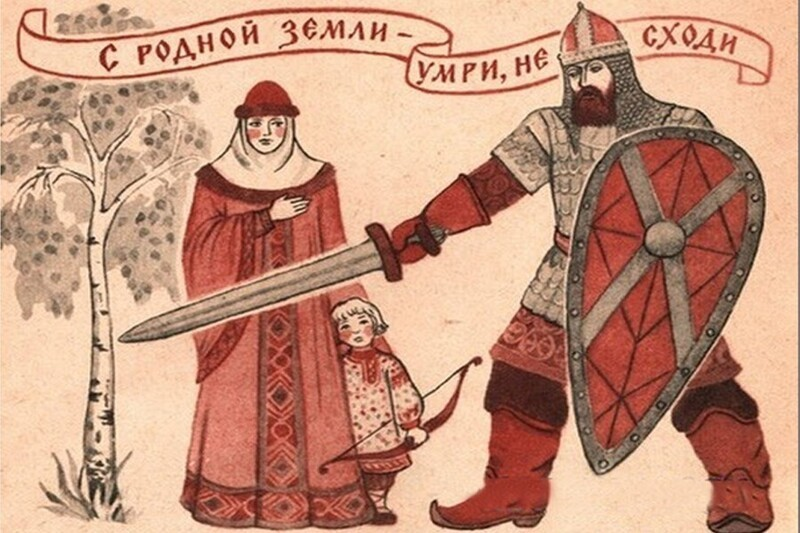 С РОДНОЙ ЗЕМЛИ –
УМРИ, НЕ СХОДИ